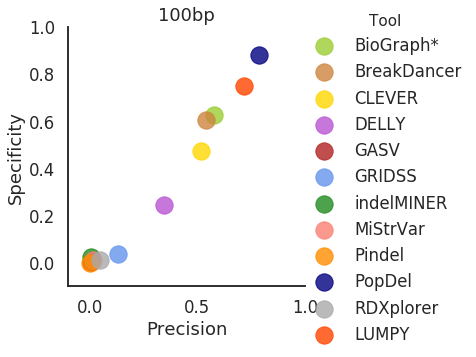 100bp
Tool
1.0
0.8
0.6
0.4
0.2
0.0
Specificity
0.0
0.5
1.0
Precision
BioGraph*
BreakDancer
CLEVER
DELLY
GASV
GRIDSS
indelMINER
MiStrVar
Pindel
PopDel
RDXplorer
LUMPY